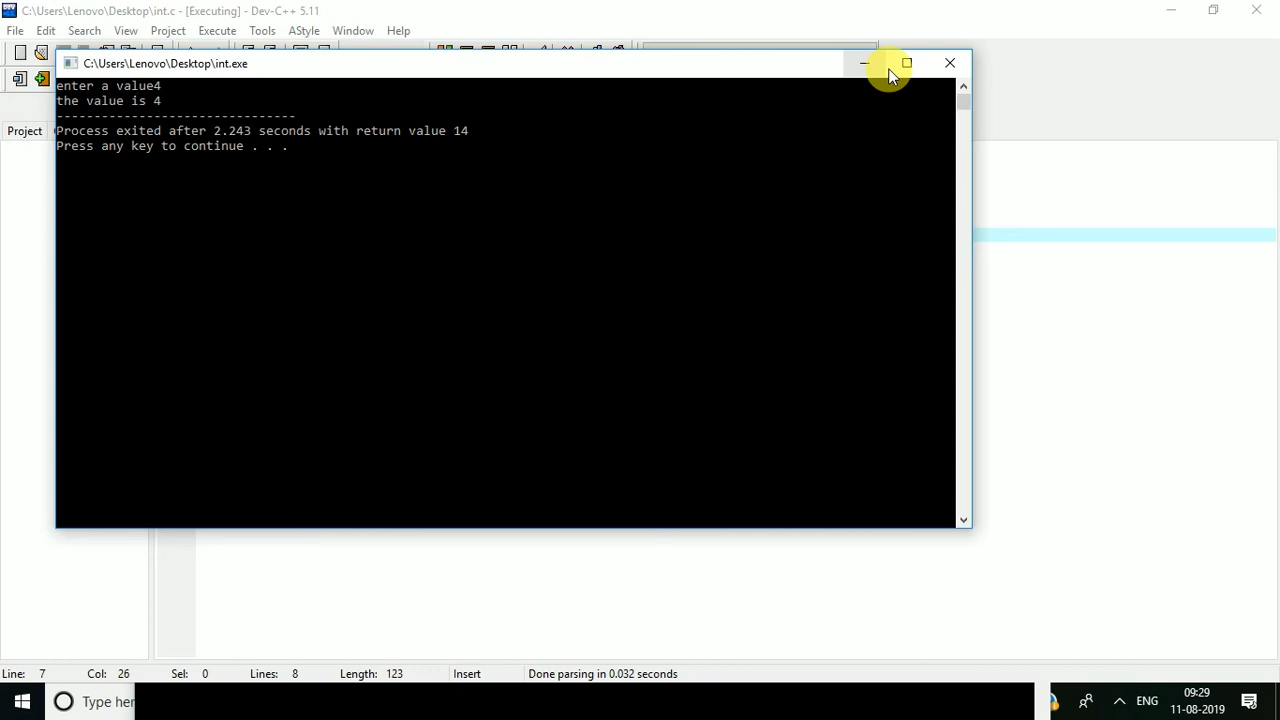 C:\Users\Lenovo\Desktop\int.c - [Executing] - Dev-C++ 5.11
File Edit Search View Project Execute Tools AStyle Window Help
C:\Users\Lenovo\Desktop\int.exe
enter a value4
the value is 4
--------------------------------
Process exited after 2.243 seconds with return value 14
Press any key to continue . . .
Project
Line: 7 Col: 26 Sel: 0 Lines: 8 Length: 123 Insert Done parsing in 0.032 seconds
Type her
ENG
09:29
11-08-2019